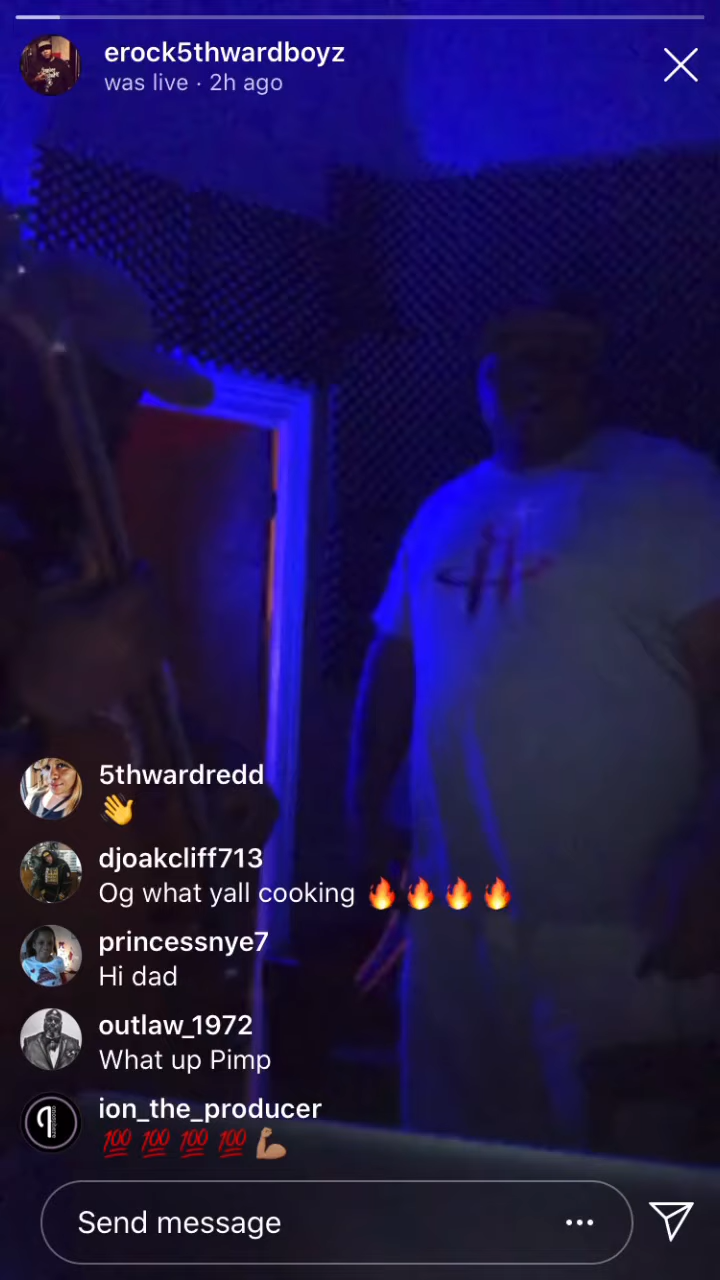 erock5thwardboyz
was live · 2h ago
5thwardredd
👋
djoakcliff713
Og what yall cooking 🔥 🔥 🔥 🔥
princessnye7
Hi dad
outlaw_1972
What up Pimp
ion_the_producer
💯 💯 💯 💯 💪🏽
Send message